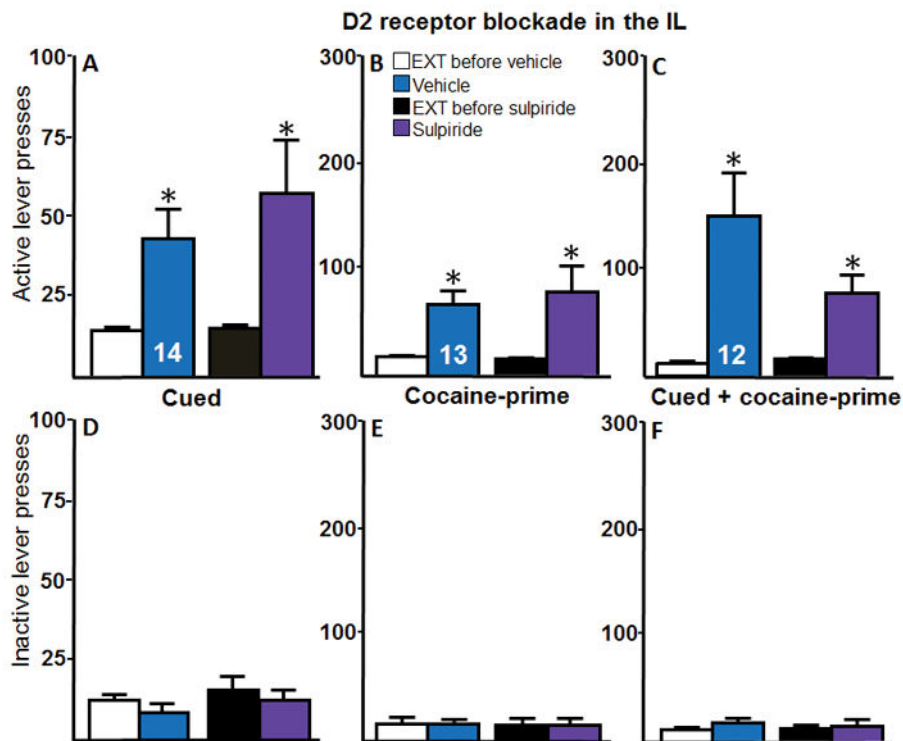 D2 receptor blockade in the IL
A
100
75
50
25
Active lever presses
*
*
14
Cued
B
300
200
100
EXT before vehicle
Vehicle
EXT before sulpiride
Sulpiride
*
*
13
Cocaine-prime
C
300
200
100
*
*
12
Cued + cocaine-prime
D
100
75
50
25
Inactive lever presses
E
300
200
100
F
300
200
100